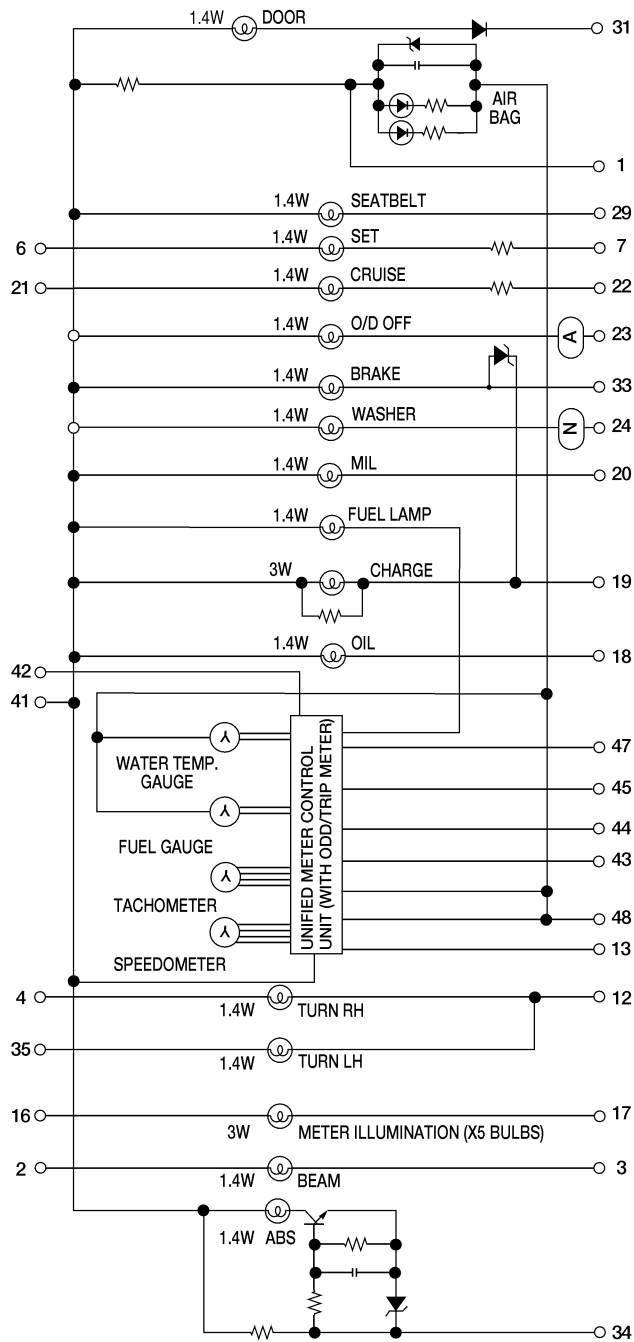 1.4W DOOR 31
AIR
BAG
1
1.4W SEATBELT 29
6 1.4W SET 7
21 1.4W CRUISE 22
1.4W O/D OFF A 23
1.4W BRAKE 33
1.4W WASHER N 24
1.4W MIL 20
1.4W FUEL LAMP
3W CHARGE 19
1.4W OIL 18
42
41
WATER TEMP.
GAUGE
FUEL GAUGE
TACHOMETER
SPEEDOMETER
UNIFIED METER CONTROL
UNIT (WITH ODD/TRIP METER)
47
45
44
43
48
13
4 1.4W TURN RH 12
35 1.4W TURN LH
16 3W METER ILLUMINATION (X5 BULBS) 17
2 1.4W BEAM 3
1.4W ABS
34